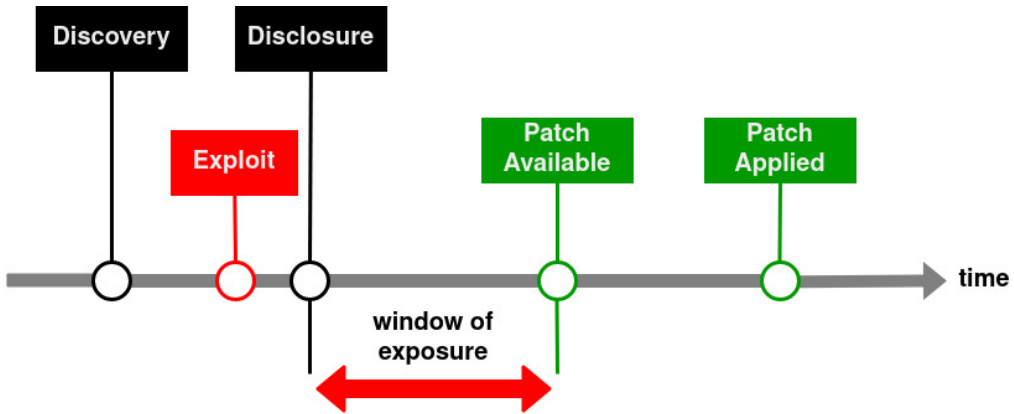 Discovery
Disclosure
Exploit
Patch
Available
Patch
Applied
time
window of
exposure